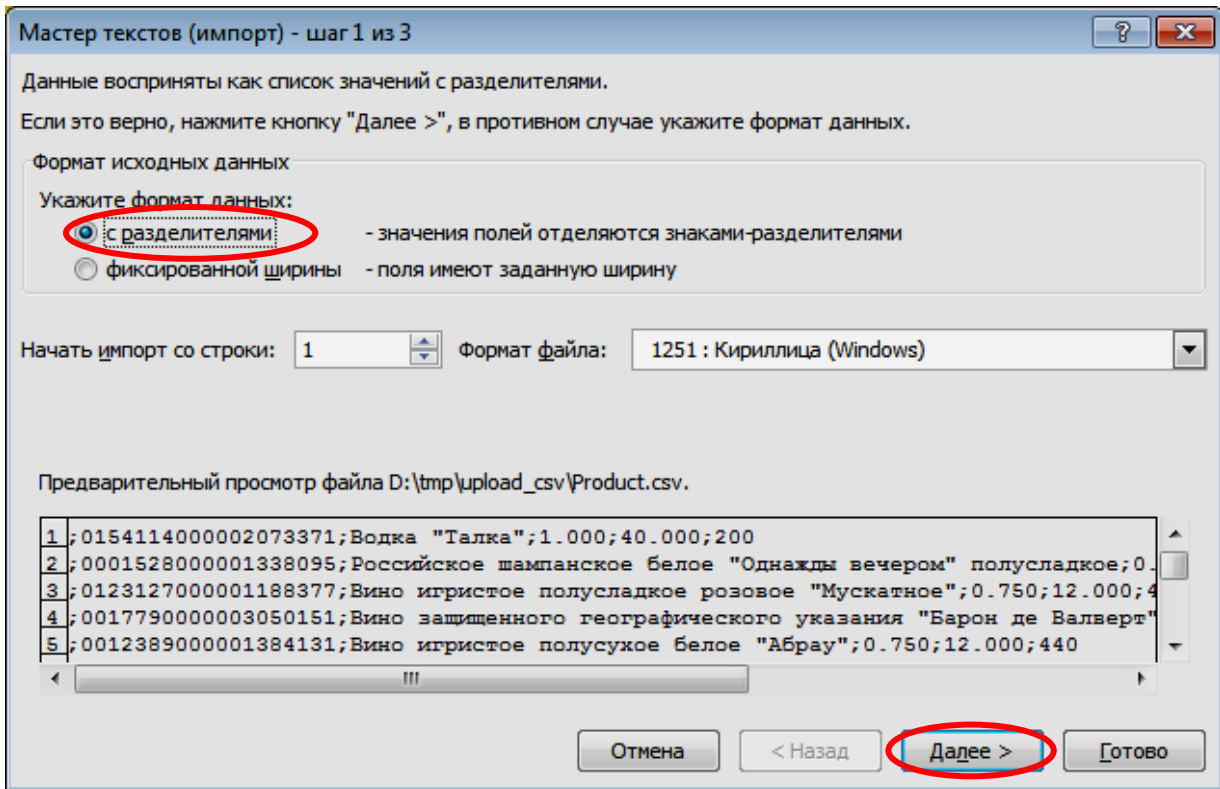 Мастер текстов (импорт) - шаг 1 из 3
Данные восприняты как список значений с разделителями.
Если это верно, нажмите кнопку "Далее >", в противном случае укажите формат данных.
Формат исходных данных
Укажите формат данных:
с разделителями - значения полей отделяются знаками-разделителями
фиксированной ширины - поля имеют заданную ширину
Начать импорт со строки: 1 Формат файла: 1251 : Кириллица (Windows)
Предварительный просмотр файла D:\tmp\upload_csv\Product.csv.
1 ;0154114000002073371;Водка "Талка";1.000;40.000;200
2 ;0001528000001338095;Российское шампанское белое "Однажды вечером" полусладкое;0.
3 ;0123127000001188377;Вино игристое полусладкое розовое "Мускатное";0.750;12.000;4
4 ;0017790000003050151;Вино защищенного географического указания "Барон де Валверт"
5 ;0012389000001384131;Вино игристое полусухое белое "Абрау";0.750;12.000;440
Отмена < Назад Далее > Готово